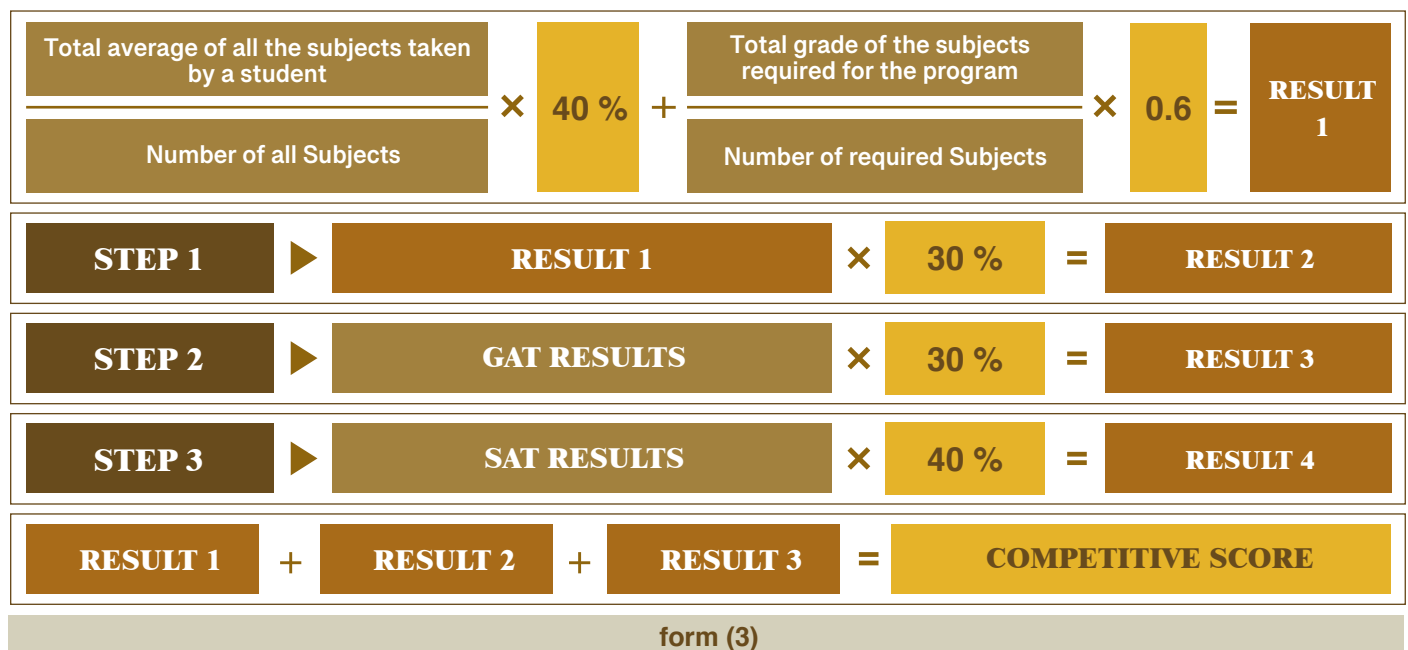 Total average of all the subjects taken
by a student
Number of all Subjects
× 40 % +
Total grade of the subjects
required for the program
Number of required Subjects
× 0.6 =
RESULT
1
STEP 1 RESULT 1 × 30 % = RESULT 2
STEP 2 GAT RESULTS × 30 % = RESULT 3
STEP 3 SAT RESULTS × 40 % = RESULT 4
RESULT 1 + RESULT 2 + RESULT 3 = COMPETITIVE SCORE
form (3)